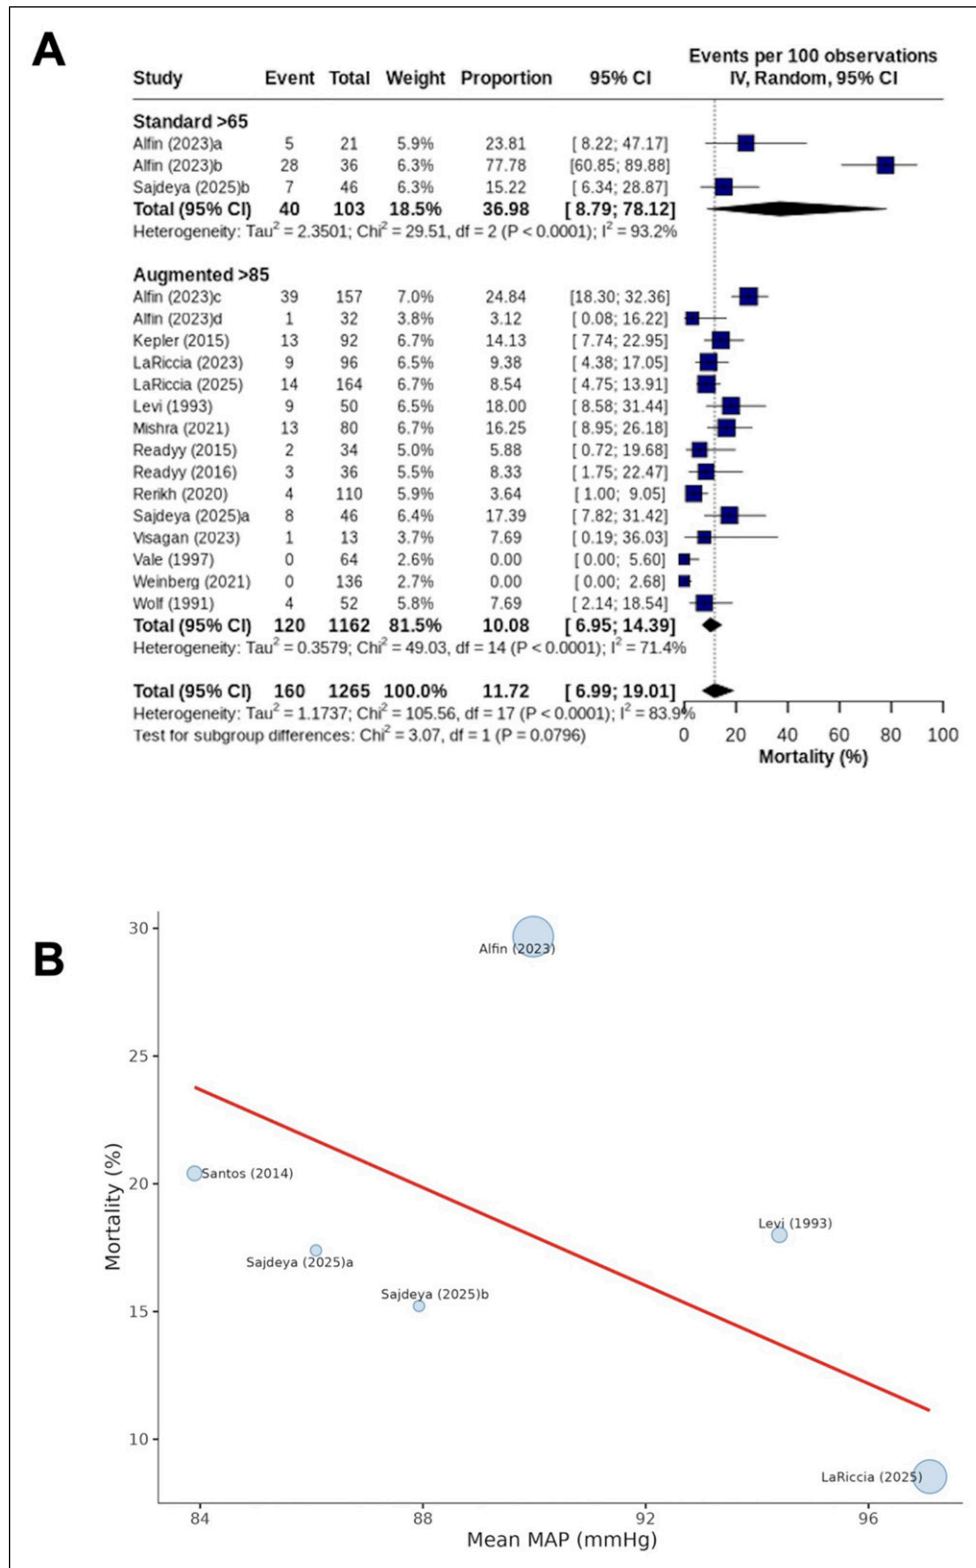 A
Events per 100 observations
Study Event Total Weight Proportion 95% CI IV, Random, 95% CI
Standard >65
Alfin (2023)a 5 21 5.9% 23.81 [ 8.22; 47.17]
Alfin (2023)b 28 36 6.3% 77.78 [60.85; 89.88]
Sajdeya (2025)b 7 46 6.3% 15.22 [ 6.34; 28.87]
Total (95% CI) 40 103 18.5% 36.98 [ 8.79; 78.12]
Heterogeneity: Tau² = 2.3501; Chi² = 29.51, df = 2 (P < 0.0001); I² = 93.2%
Augmented >85
Alfin (2023)c 39 157 7.0% 24.84 [18.30; 32.36]
Alfin (2023)d 1 32 3.8% 3.12 [ 0.08; 16.22]
Kepler (2015) 13 92 6.7% 14.13 [ 7.74; 22.95]
LaRiccia (2023) 9 96 6.5% 9.38 [ 4.38; 17.05]
LaRiccia (2025) 14 164 6.7% 8.54 [ 4.75; 13.91]
Levi (1993) 9 50 6.5% 18.00 [ 8.58; 31.44]
Mishra (2021) 13 80 6.7% 16.25 [ 8.95; 26.18]
Readyy (2015) 2 34 5.0% 5.88 [ 0.72; 19.68]
Readyy (2016) 3 36 5.5% 8.33 [ 1.75; 22.47]
Rerikh (2020) 4 110 5.9% 3.64 [ 1.00; 9.05]
Sajdeya (2025)a 8 46 6.4% 17.39 [ 7.82; 31.42]
Visagan (2023) 1 13 3.7% 7.69 [ 0.19; 36.03]
Vale (1997) 0 64 2.6% 0.00 [ 0.00; 5.60]
Weinberg (2021) 0 136 2.7% 0.00 [ 0.00; 2.68]
Wolf (1991) 4 52 5.8% 7.69 [ 2.14; 18.54]
Total (95% CI) 120 1162 81.5% 10.08 [ 6.95; 14.39]
Heterogeneity: Tau² = 0.3579; Chi² = 49.03, df = 14 (P < 0.0001); I² = 71.4%
Total (95% CI) 160 1265 100.0% 11.72 [ 6.99; 19.01]
Heterogeneity: Tau² = 1.1737; Chi² = 105.56, df = 17 (P < 0.0001); I² = 83.9%
Test for subgroup differences: Chi² = 3.07, df = 1 (P = 0.0796)
0 20 40 60 80 100
Mortality (%)
B
30
25
20
15
10
Mortality (%)
Alfin (2023)
Santos (2014)
Levi (1993)
Sajdeya (2025)a
Sajdeya (2025)b
LaRiccia (2025)
84 88 92 96
Mean MAP (mmHg)